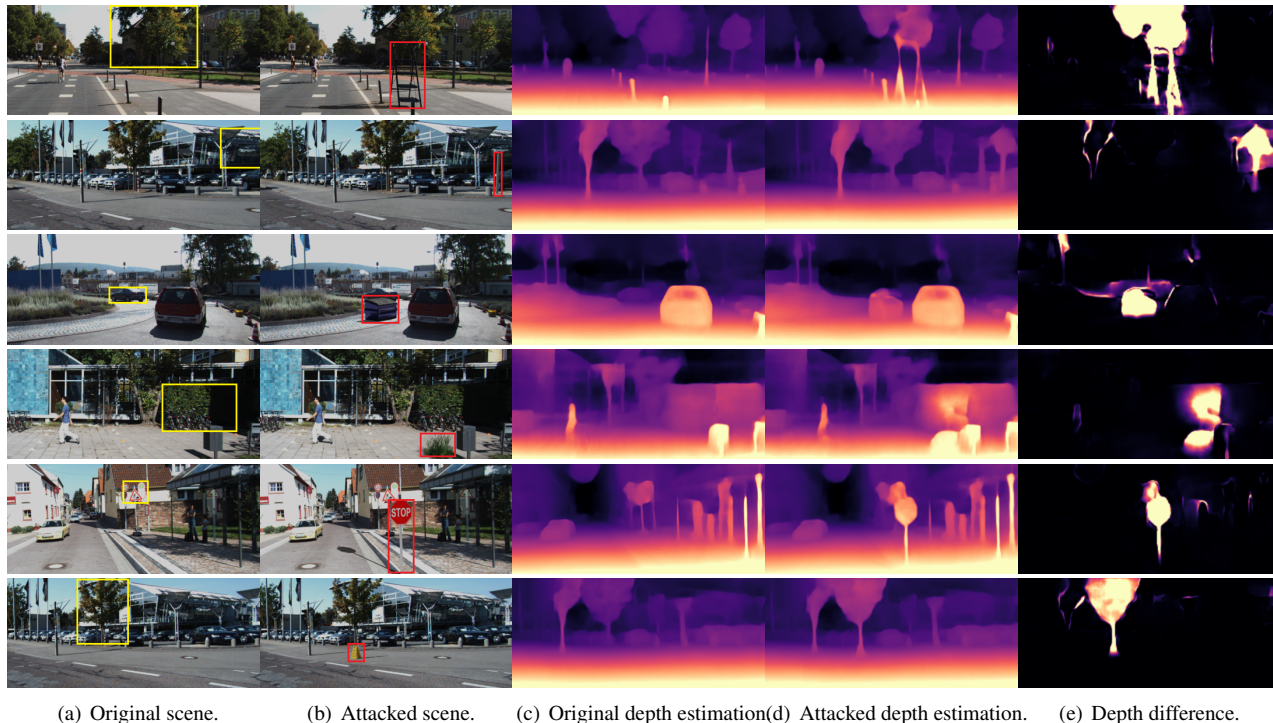 STOP
(a) Original scene.
(b) Attacked scene.
(c) Original depth estimation.
(d) Attacked depth estimation.
(e) Depth difference.